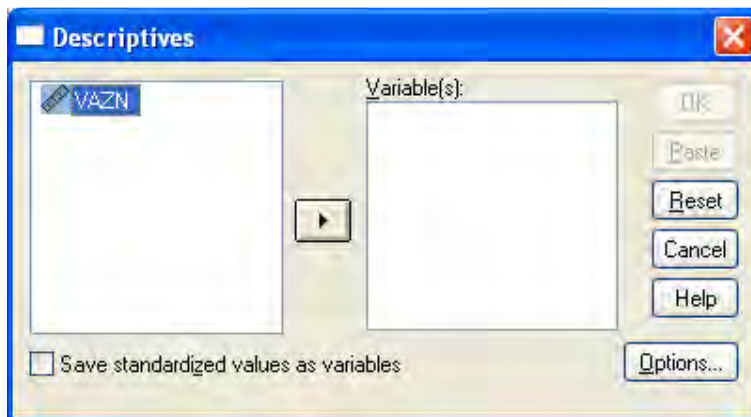 Descriptives
VAZN
Variable(s):
OK
Paste
Reset
Cancel
Help
Save standardized values as variables
Options...